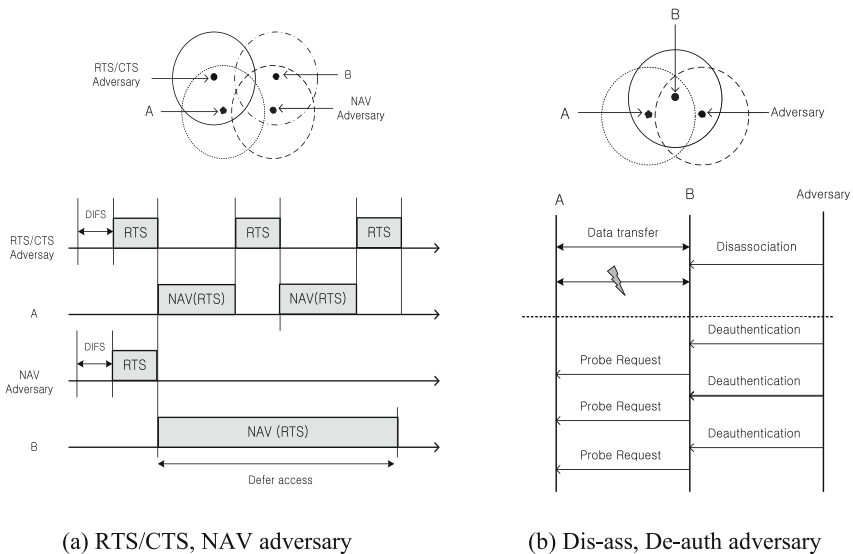 RTS/CTS
Adversary
A
B
NAV
Adversary
DIFS
RTS
RTS
RTS
RTS/CTS
Adversay
NAV(RTS)
NAV(RTS)
A
DIFS
RTS
NAV
Adversary
NAV (RTS)
B
Defer access
(a) RTS/CTS, NAV adversary
B
A
Adversary
A
B
Adversary
Data transfer
Disassociation
Deauthentication
Probe Request
Deauthentication
Probe Request
Deauthentication
Probe Request
(b) Dis-ass, De-auth adversary